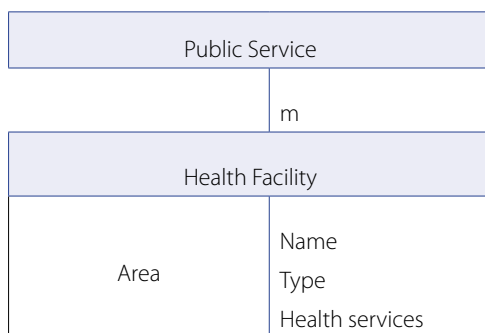 Public Service
m
Health Facility
Area
Name
Type
Health services